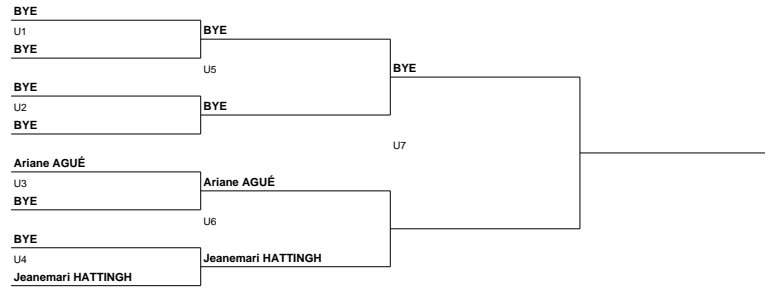 BYE
U1
BYE
BYE
U5
BYE
U2
BYE
BYE
BYE
U7
Ariane AGUÉ
U3
Ariane AGUÉ
BYE
U6
BYE
U4
Jeanemari HATTINGH
Jeanemari HATTINGH